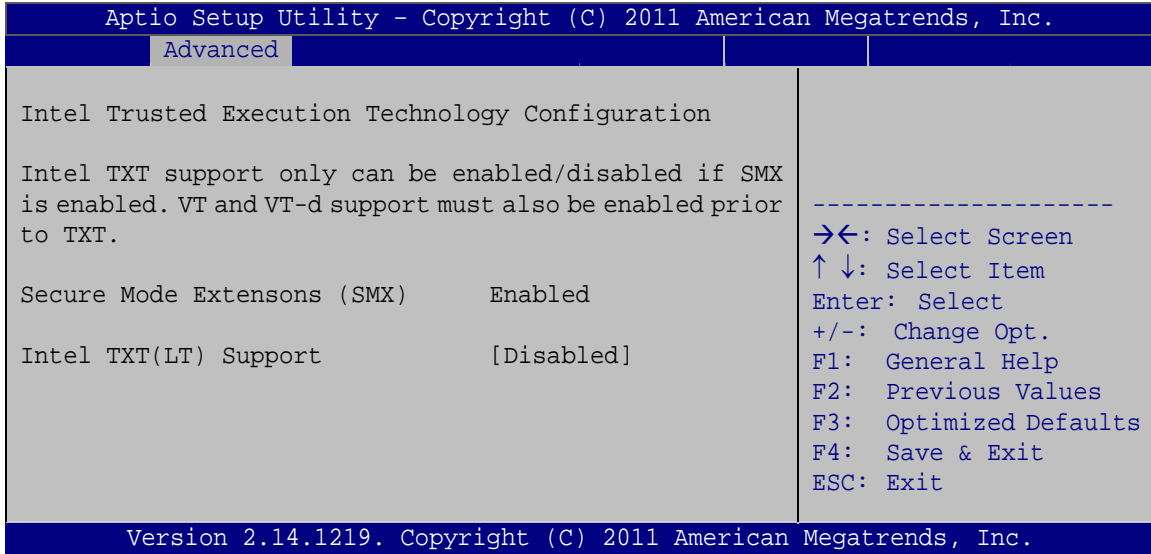 Aptio Setup Utility – Copyright (C) 2011 American Megatrends, Inc.
Advanced
Intel Trusted Execution Technology Configuration
Intel TXT support only can be enabled/disabled if SMX
is enabled. VT and VT-d support must also be enabled prior
to TXT.
Secure Mode Extensons (SMX) Enabled
Intel TXT(LT) Support [Disabled]
---------------------
→←: Select Screen
↑ ↓: Select Item
Enter: Select
+/-: Change Opt.
F1: General Help
F2: Previous Values
F3: Optimized Defaults
F4: Save & Exit
ESC: Exit
Version 2.14.1219. Copyright (C) 2011 American Megatrends, Inc.